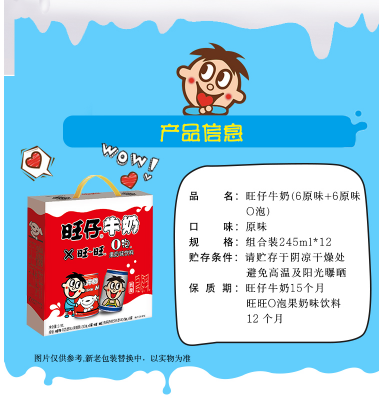 产品信息
WOW!
旺仔牛奶
×旺旺 O泡
品 名：旺仔牛奶(6原味+6原味
O泡)
口 味：原味
规 格：组合装245ml*12
贮存条件：请贮存于阴凉干燥处
避免高温及阳光曝晒
保 质 期：旺仔牛奶15个月
旺旺O泡果奶味饮料
12 个月
图片仅供参考,新老包装替换中，以实物为准